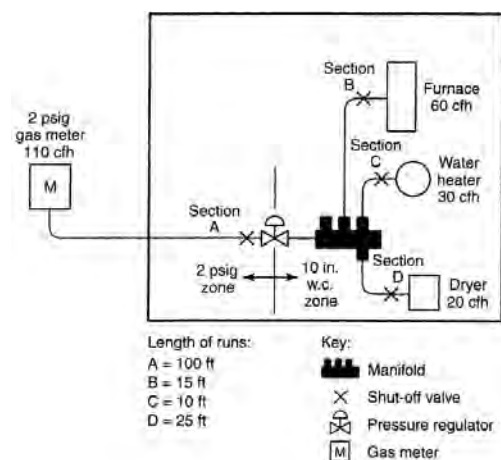 2 psig
gas meter
110 cfh
M
Section
A
2 psig
zone
10 in.
w.c.
zone
Section
B
Furnace
60 cfh
Section
C
Water
heater
30 cfh
Section
D
Dryer
20 cfh
Length of runs:
A = 100 ft
B = 15 ft
C = 10 ft
D = 25 ft
Key:
Manifold
Shut-off valve
Pressure regulator
M
Gas meter